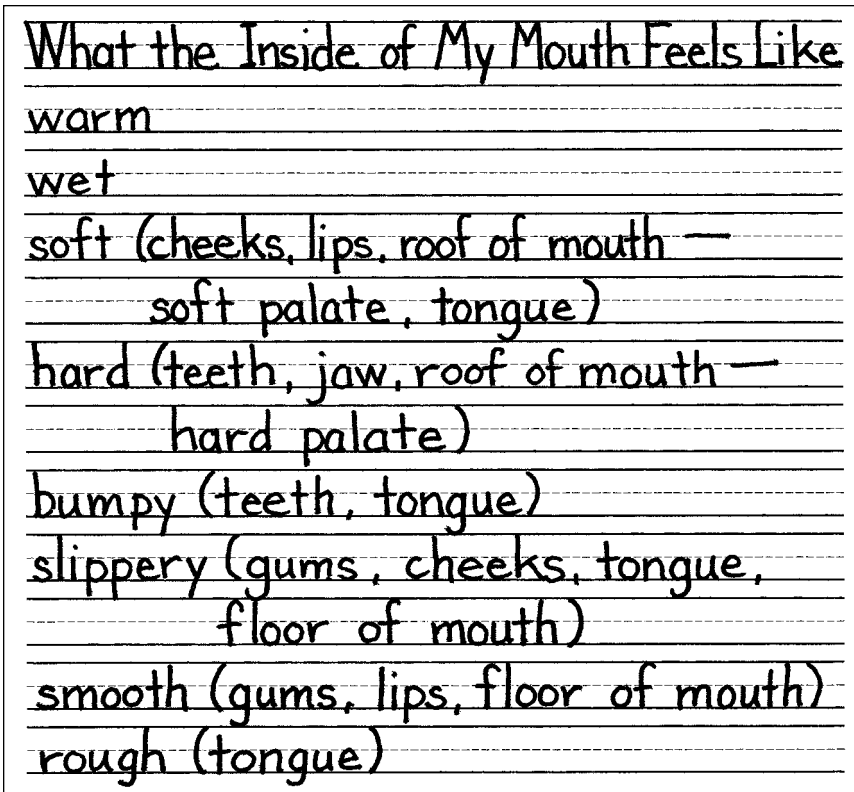 What the Inside of My Mouth Feels Like
warm
wet
soft (cheeks, lips, roof of mouth —
soft palate, tongue)
hard (teeth, jaw, roof of mouth —
hard palate)
bumpy (teeth, tongue)
slippery (gums, cheeks, tongue,
floor of mouth)
smooth (gums, lips, floor of mouth)
rough (tongue)